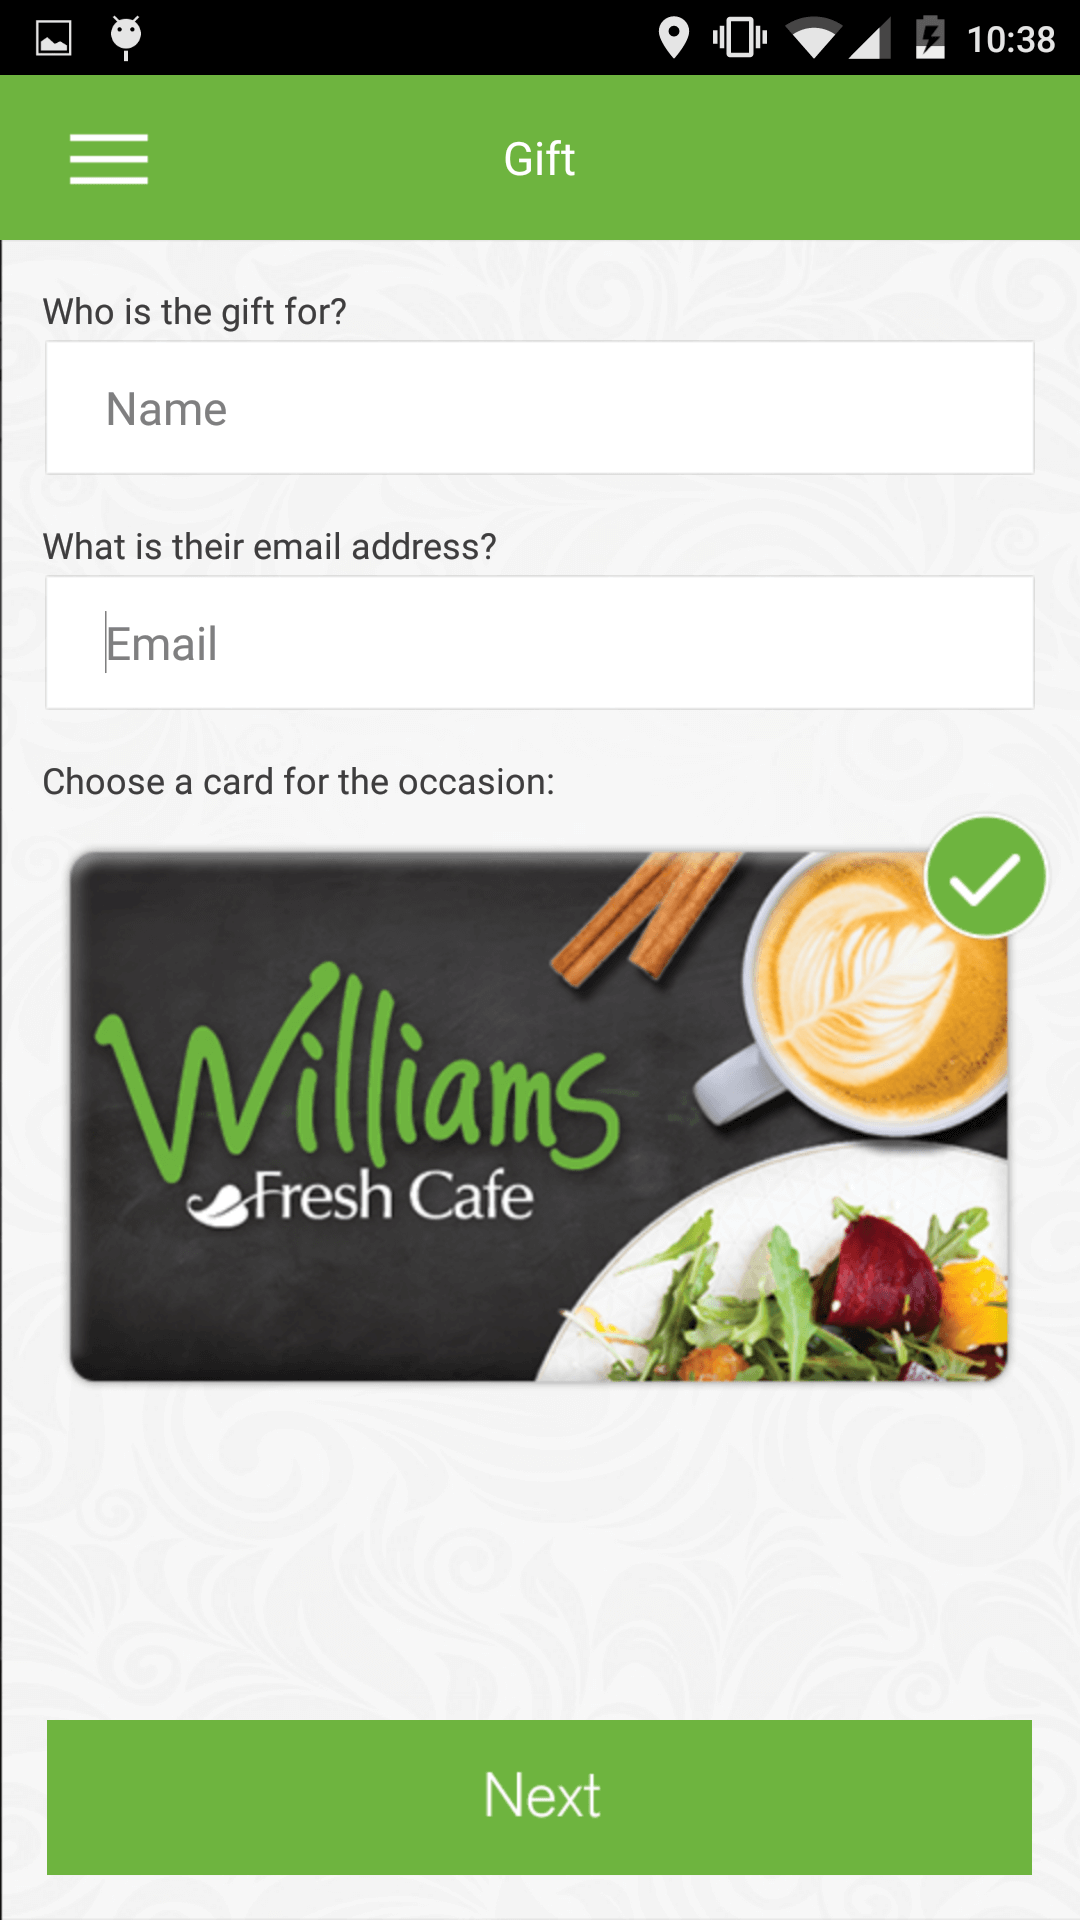 10:38
Gift
Who is the gift for?
Name
What is their email address?
Email
Choose a card for the occasion:
Williams
Fresh Cafe
Next